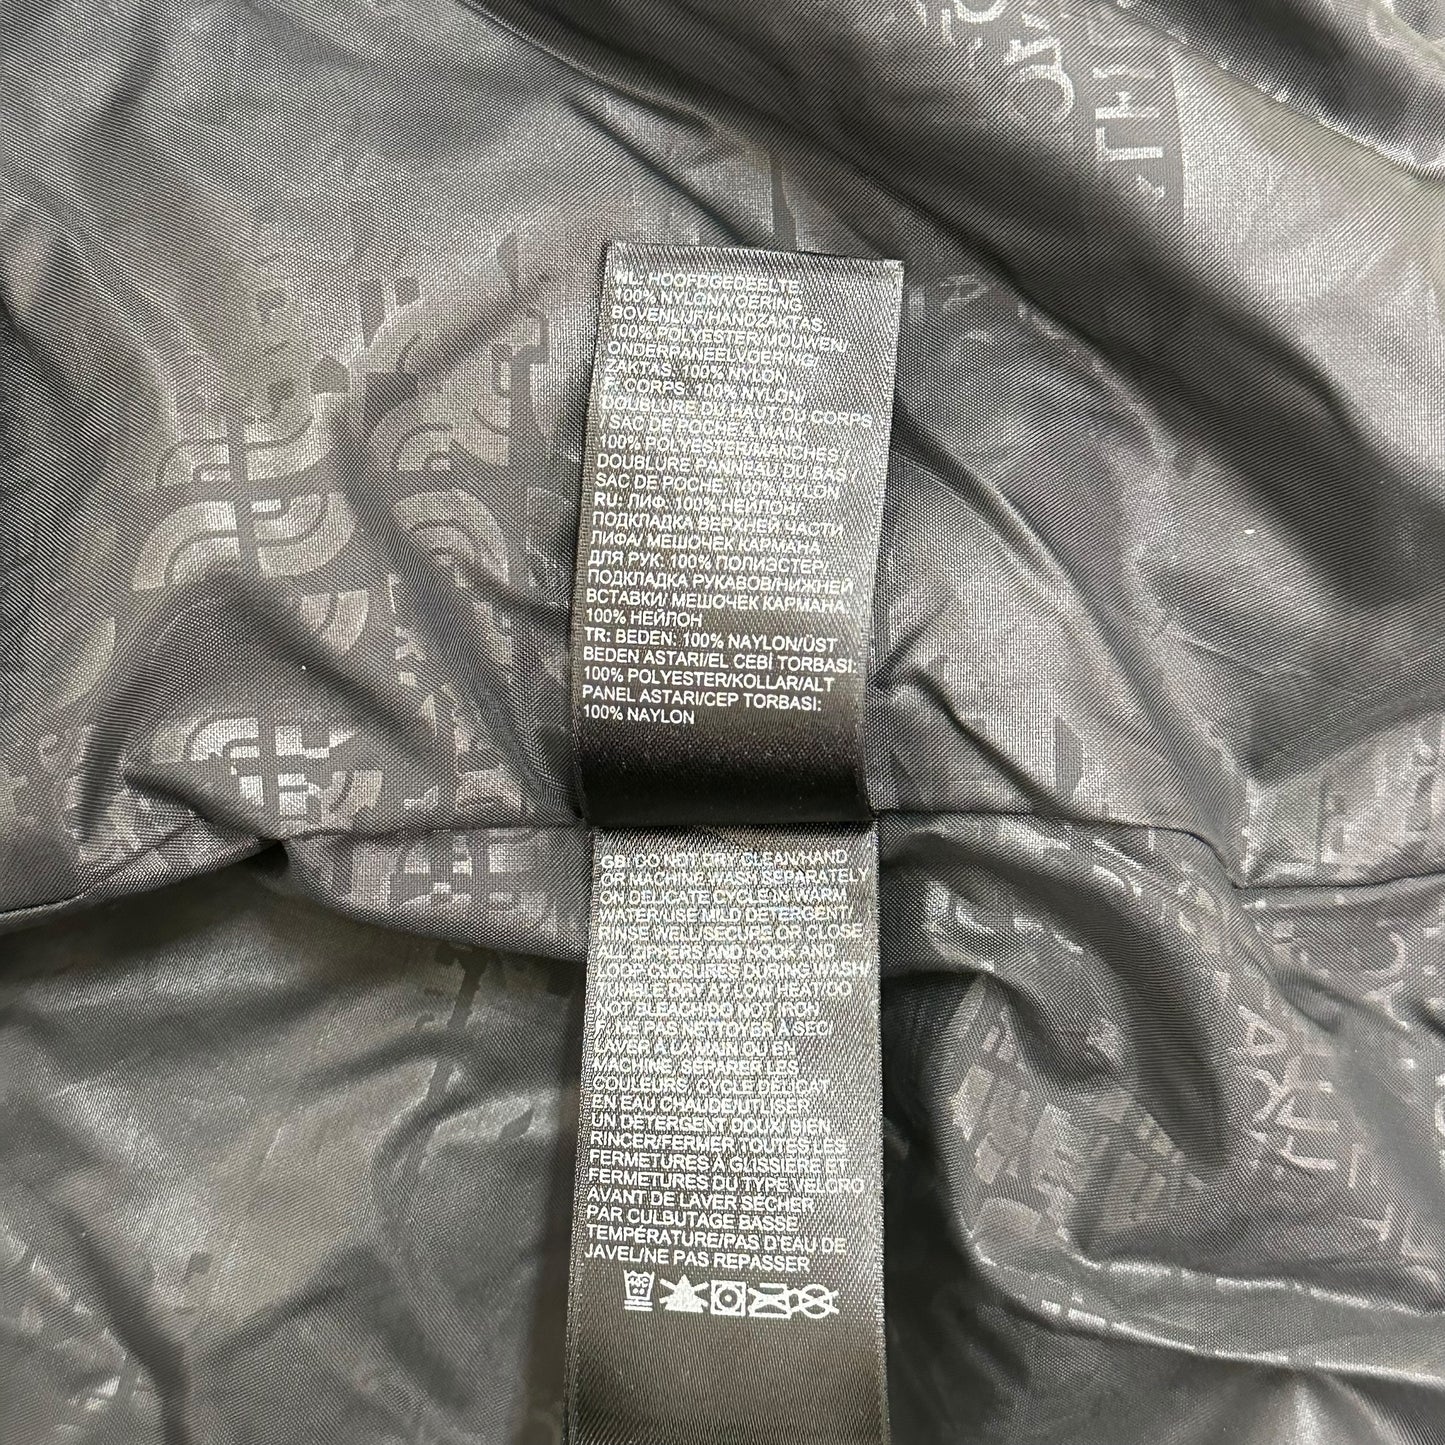 NL: HOOFDGEDEELTE
100% NYLON/VOERING
BOVENLIJF/HANDZAKTAS:
100% POLYESTER/MOUWEN/
ONDERPANEELVOERING/
ZAKTAS: 100% NYLON
F: CORPS: 100% NYLON/
DOUBLURE DU HAUT DU CORPS
/ SAC DE POCHE À MAIN:
100% POLYESTER/MANCHES
DOUBLURE PANNEAU DU BAS
SAC DE POCHE: 100% NYLON
RU: ЛИФ: 100% НЕЙЛОН/
ПОДКЛАДКА ВЕРХНЕЙ ЧАСТИ
ЛИФА/ МЕШОЧЕК КАРМАНА
ДЛЯ РУК: 100% ПОЛИЭСТЕР/
ПОДКЛАДКА РУКАВОВ/НИЖНЕЙ
ВСТАВКИ/ МЕШОЧЕК КАРМАНА:
100% НЕЙЛОН
TR: BEDEN: 100% NAYLON/ÜST
BEDEN ASTARI/EL CEBİ TORBASI:
100% POLYESTER/KOLLAR/ALT
PANEL ASTARI/CEP TORBASI:
100% NAYLON
GB: DO NOT DRY CLEAN/HAND
OR MACHINE WASH SEPARATELY
OR DELICATE CYCLE IN WARM
WATER/USE MILD DETERGENT
RINSE WELL/SECURE OR CLOSE
ALL ZIPPERS AND HOOK AND
LOOP CLOSURES DURING WASH/
TUMBLE DRY AT LOW HEAT/DO
NOT BLEACH/DO NOT IRON
F: NE PAS NETTOYER À SEC/
LAVER À LA MAIN OU EN
MACHINE, SÉPARER LES
COULEURS, CYCLE DÉLICAT
EN EAU CHAUDE/UTLISER
UN DÉTERGENT DOUX/ BIEN
RINCER/FERMER TOUTES LES
FERMETURES À GLISSIÈRE ET
FERMETURES DU TYPE VELCRO
AVANT DE LAVER SÉCHER
PAR CULBUTAGE BASSE
TEMPÉRATURE/PAS D'EAU DE
JAVEL/NE PAS REPASSER